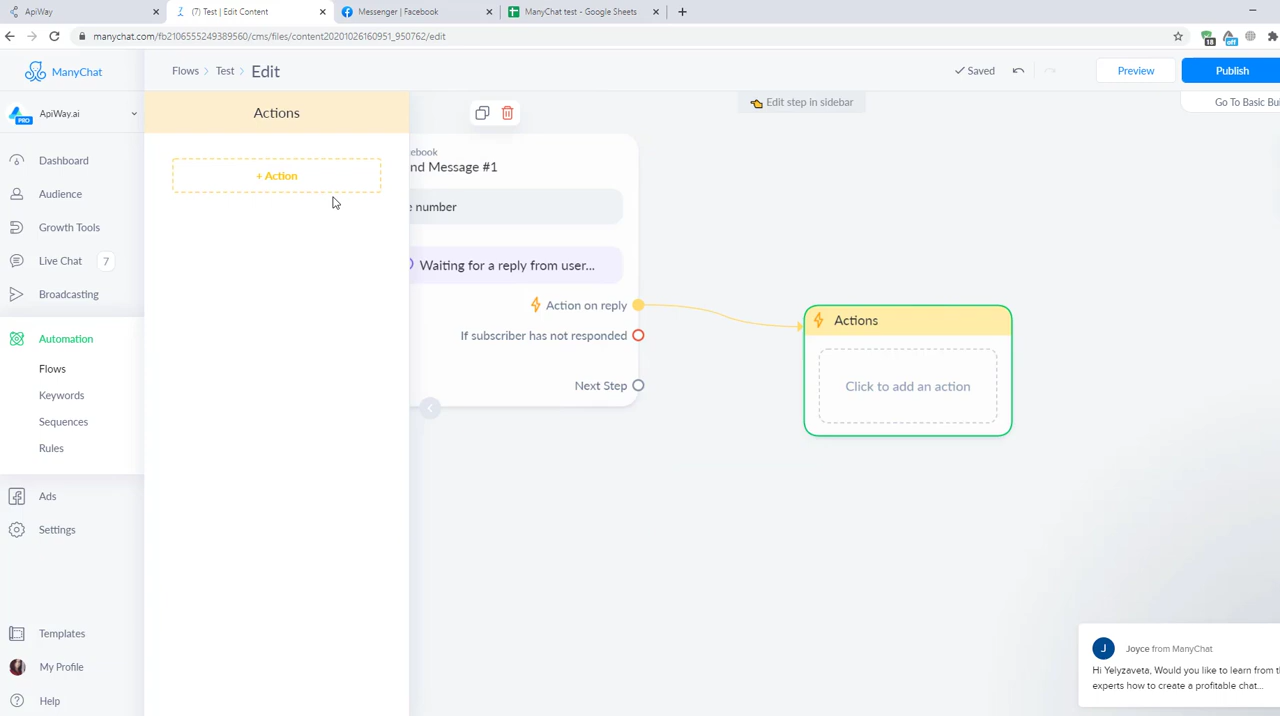 ApiWay
(7) Test | Edit Content
Messenger | Facebook
ManyChat test - Google Sheets
manychat.com/fb2106555249389560/cms/files/content20201026160951_950762/edit
18
off
ManyChat
Flows
Test
Edit
Saved
Preview
Publish
ApiWay.ai
PRO
Actions
Edit step in sidebar
Go To Basic Bui
Dashboard
Audience
Growth Tools
Live Chat 7
Broadcasting
Automation
Flows
Keywords
Sequences
Rules
Ads
Settings
Templates
My Profile
Help
+ Action
ebook
nd Message #1
e number
Waiting for a reply from user...
Action on reply
If subscriber has not responded
Next Step
Actions
Click to add an action
J
Joyce from ManyChat
Hi Yelyzaveta, Would you like to learn from t
experts how to create a profitable chat...